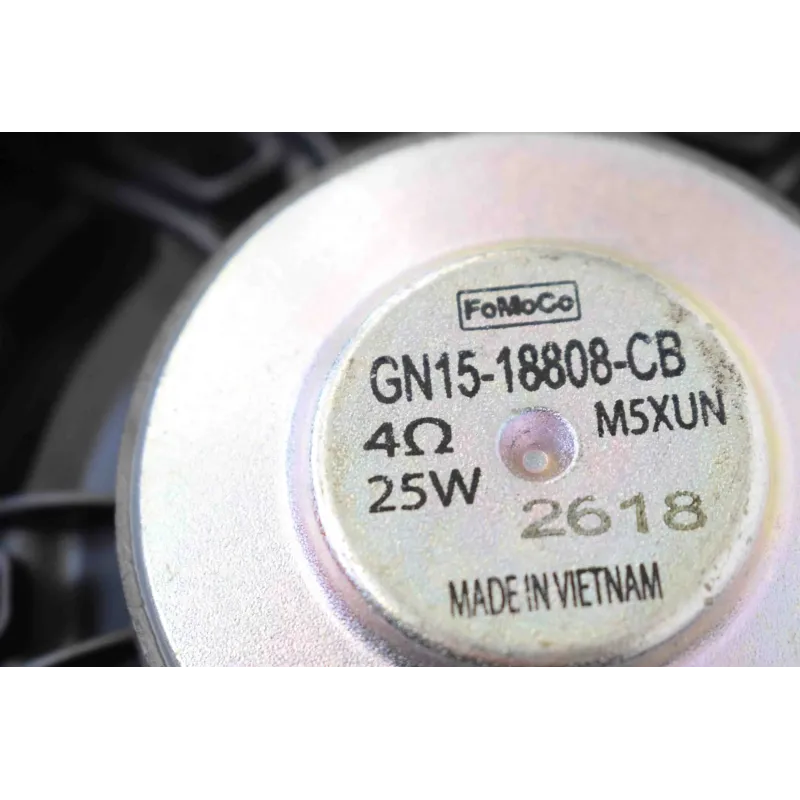 FoMoCo
GN15-18808-CB
4Ω M5XUN
25W
2618
MADE IN VIETNAM